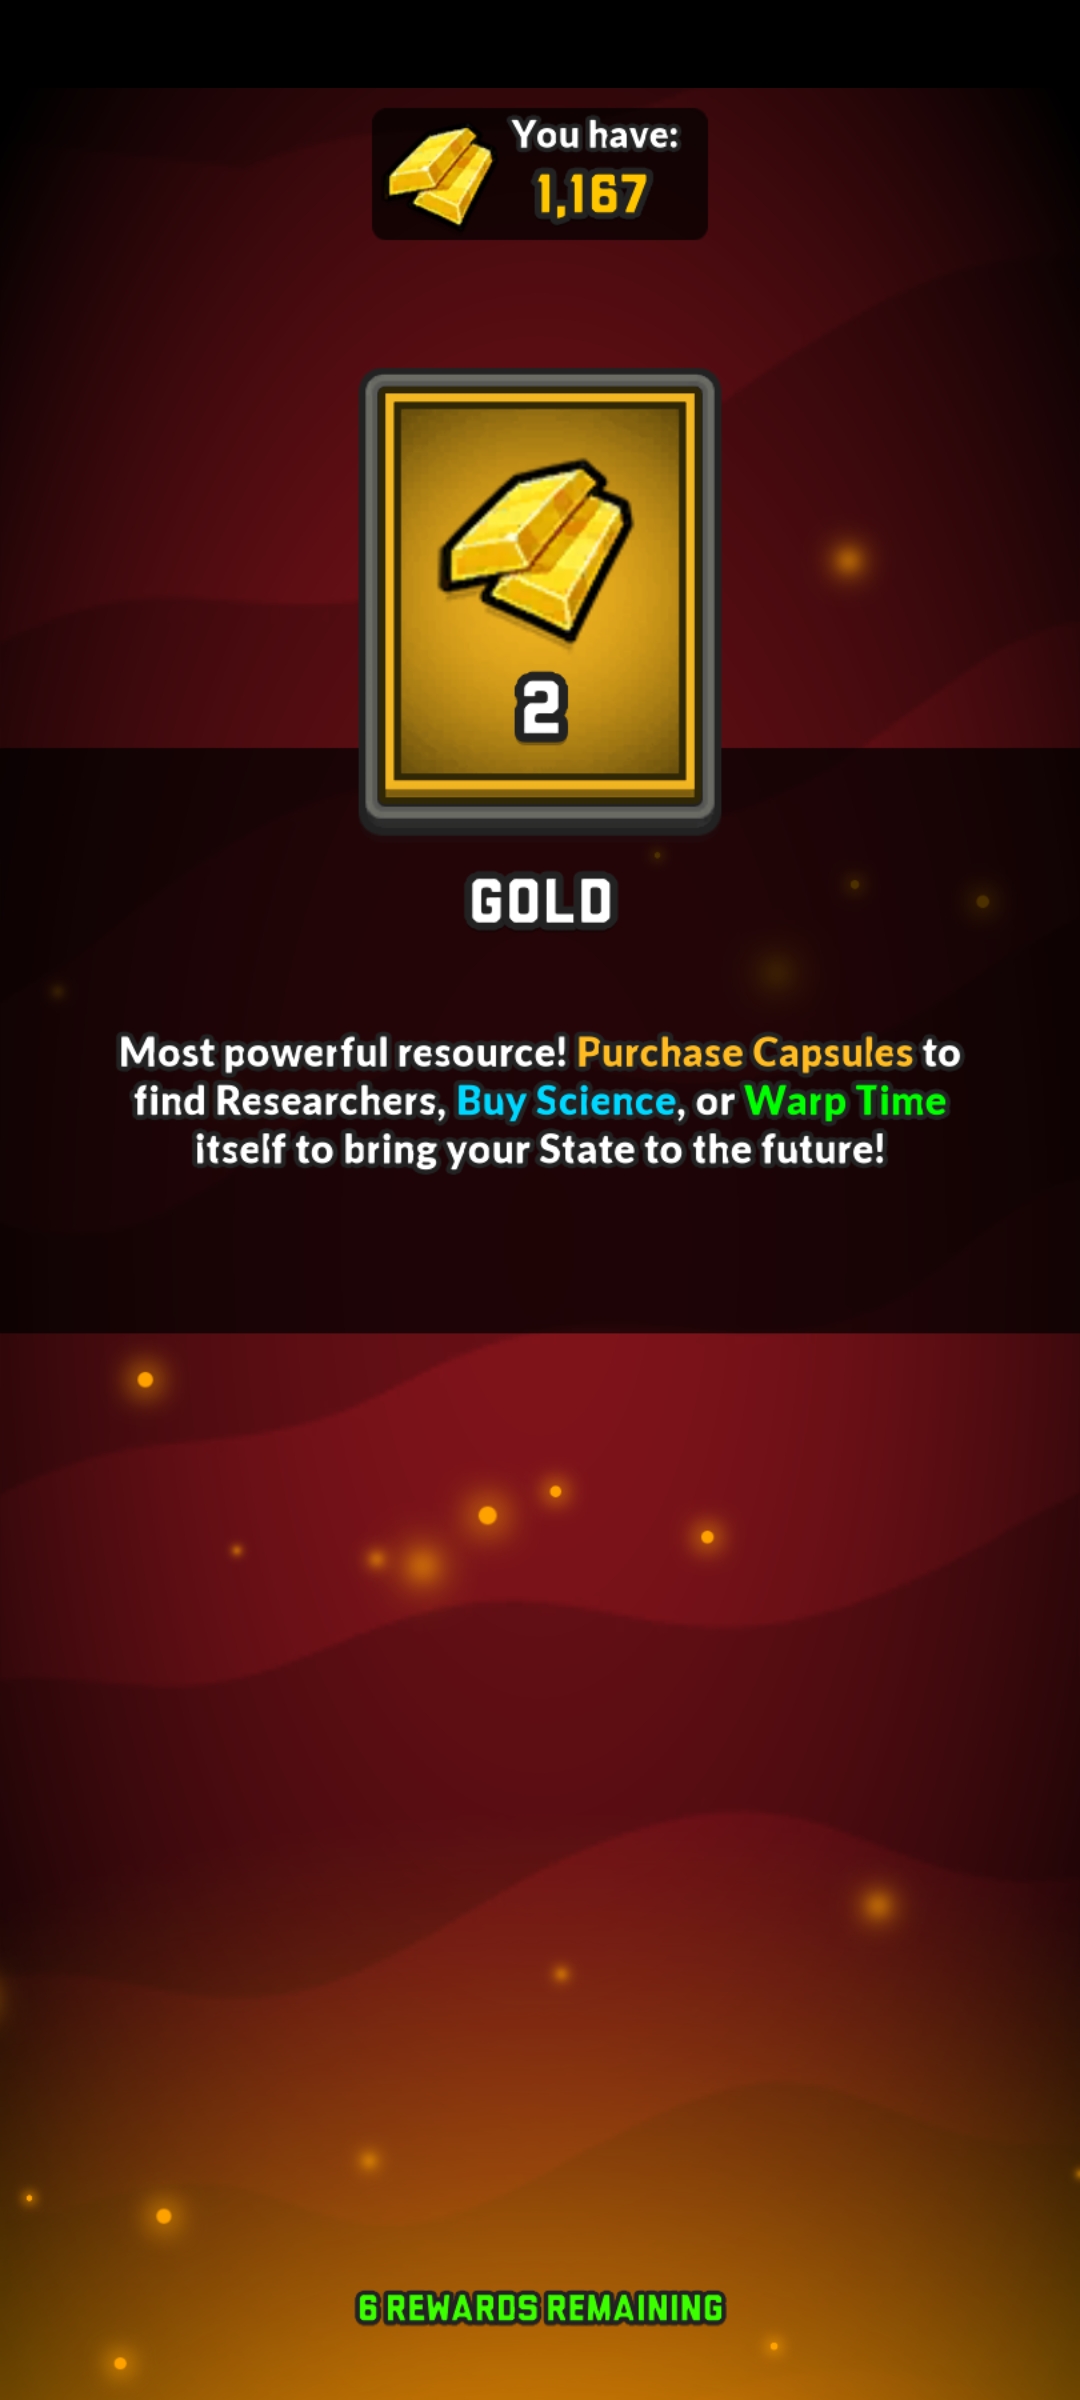 You have:
1,167
2
GOLD
Most powerful resource! Purchase Capsules to
find Researchers, Buy Science, or Warp Time
itself to bring your State to the future!
6 REWARDS REMAINING